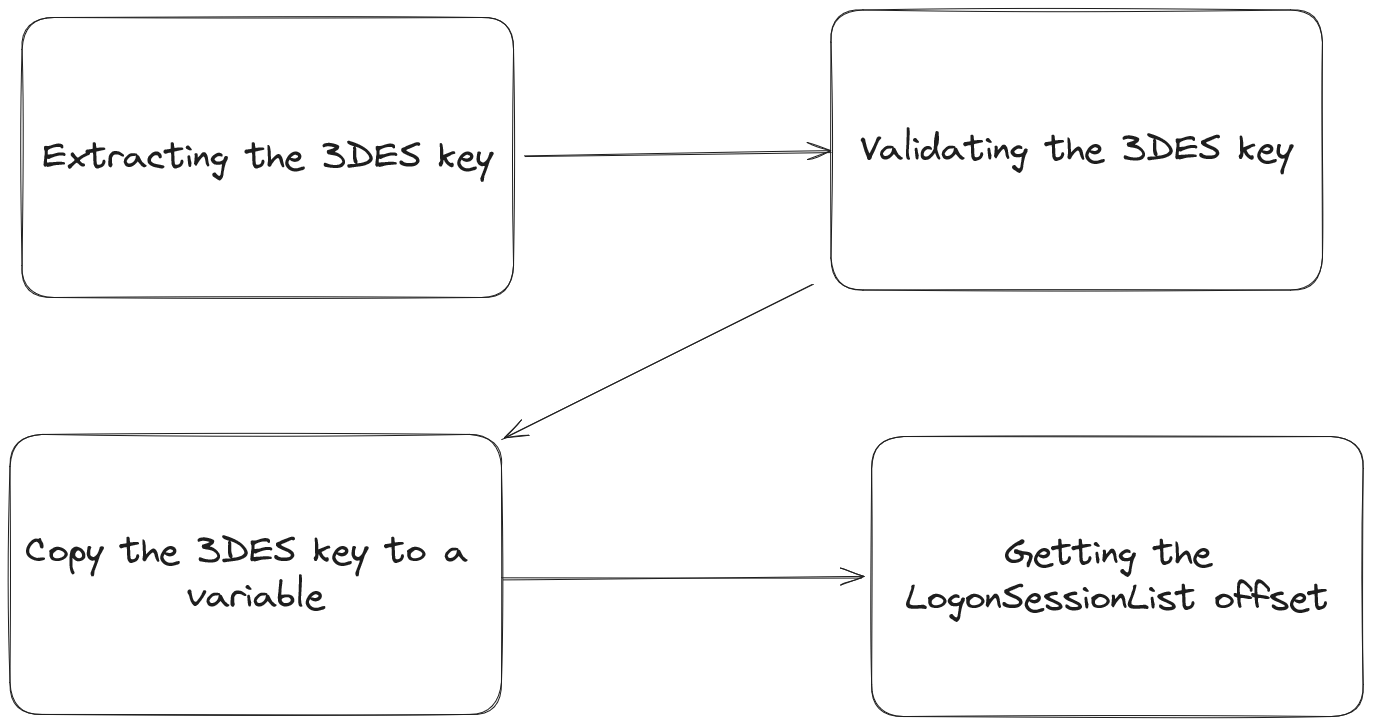 Extracting the 3DES key
Validating the 3DES key
Copy the 3DES key to a
variable
Getting the
LogonSessionList offset